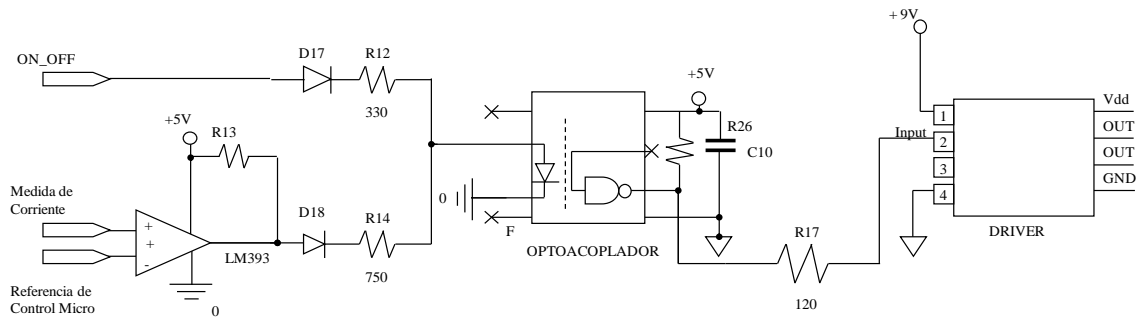 + 9V
ON_OFF
D17
R12
330
+5V
R26
C10
Vdd
OUT
OUT
GND
1
2
3
4
Input
+5V
R13
Medida de
Corriente
+
+
-
LM393
D18
R14
750
0
F
OPTOACOPLADOR
R17
120
DRIVER
Referencia de
Control Micro
0